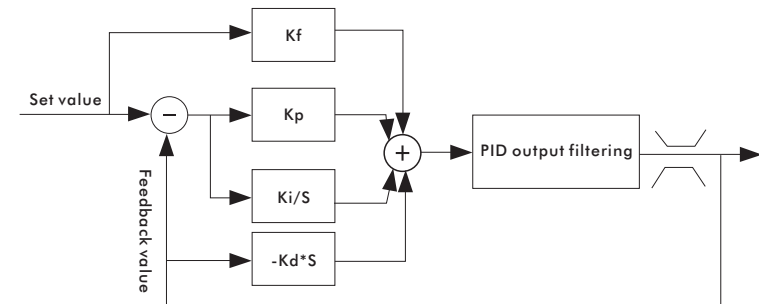 Kf
Set value
−
Kp
+
PID output filtering
Feedback value
Ki/S
-Kd*S